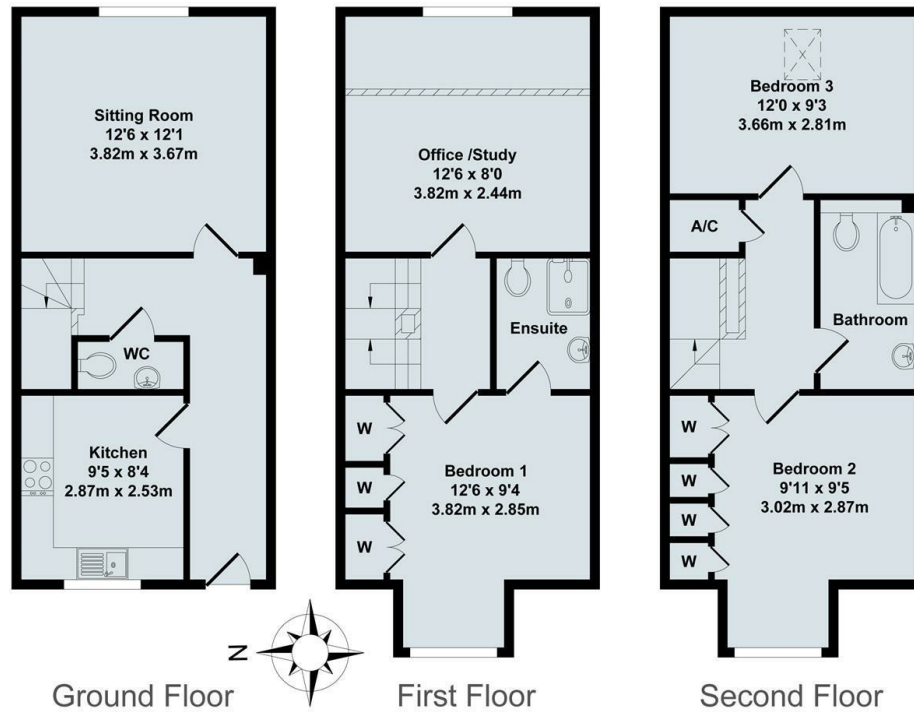 Sitting Room
12'6 x 12'1
3.82m x 3.67m
WC
Kitchen
9'5 x 8'4
2.87m x 2.53m
Office /Study
12'6 x 8'0
3.82m x 2.44m
Ensuite
W
W
W
Bedroom 1
12'6 x 9'4
3.82m x 2.85m
Bedroom 3
12'0 x 9'3
3.66m x 2.81m
A/C
Bathroom
W
W
W
W
Bedroom 2
9'11 x 9'5
3.02m x 2.87m
N
Ground Floor
First Floor
Second Floor